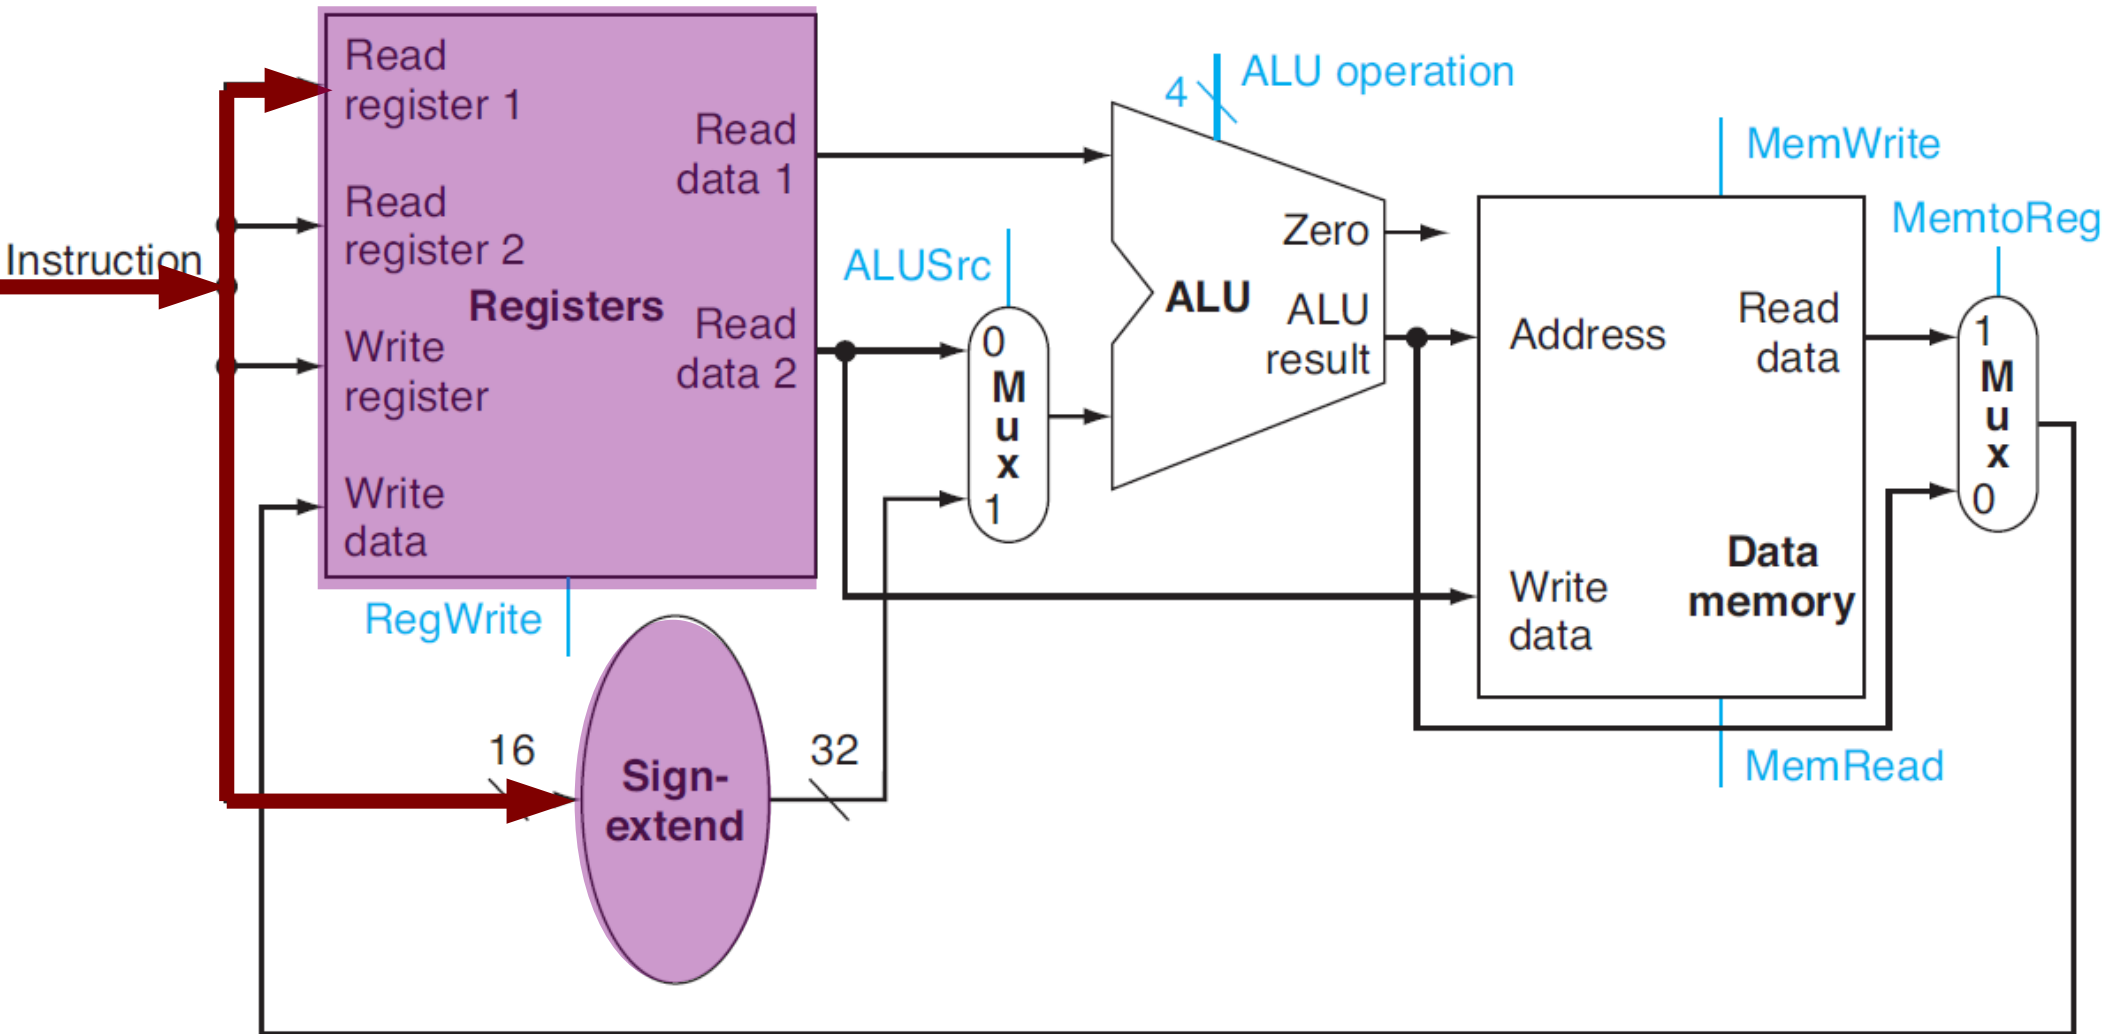 Instruction
Read
register 1
Read
register 2
Write
register
Write
data
Registers
Read
data 1
Read
data 2
RegWrite
16
Sign-
extend
32
ALUSrc
0
M
u
x
1
4
ALU operation
ALU
Zero
ALU
result
MemWrite
Address
Read
data
Write
data
Data
memory
MemRead
MemtoReg
1
M
u
x
0